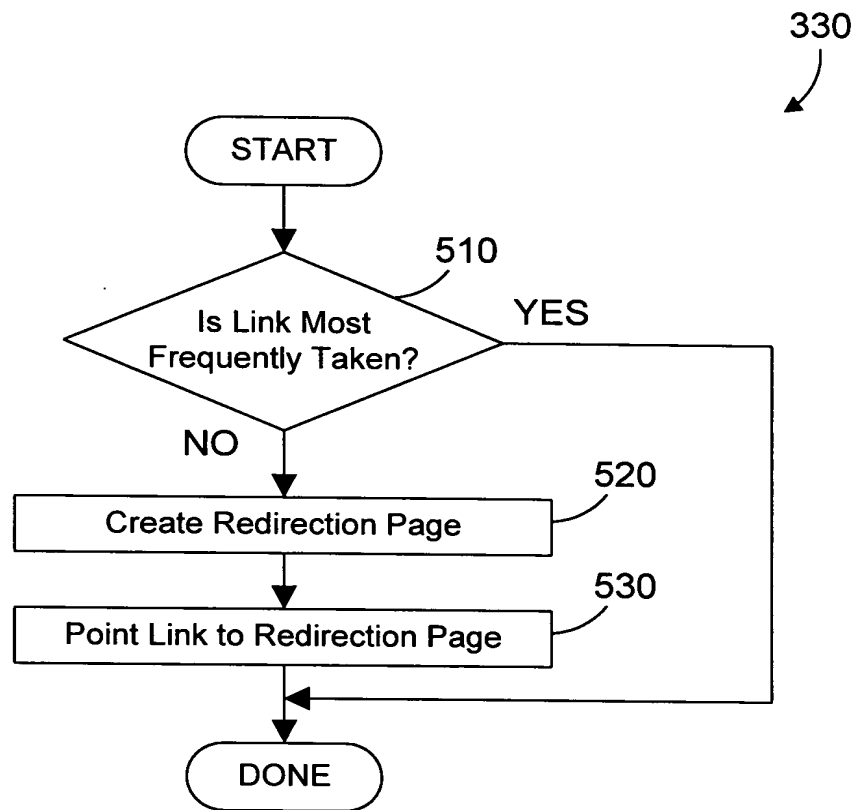 330
START
510
Is Link Most
Frequently Taken?
YES
NO
520
Create Redirection Page
530
Point Link to Redirection Page
DONE